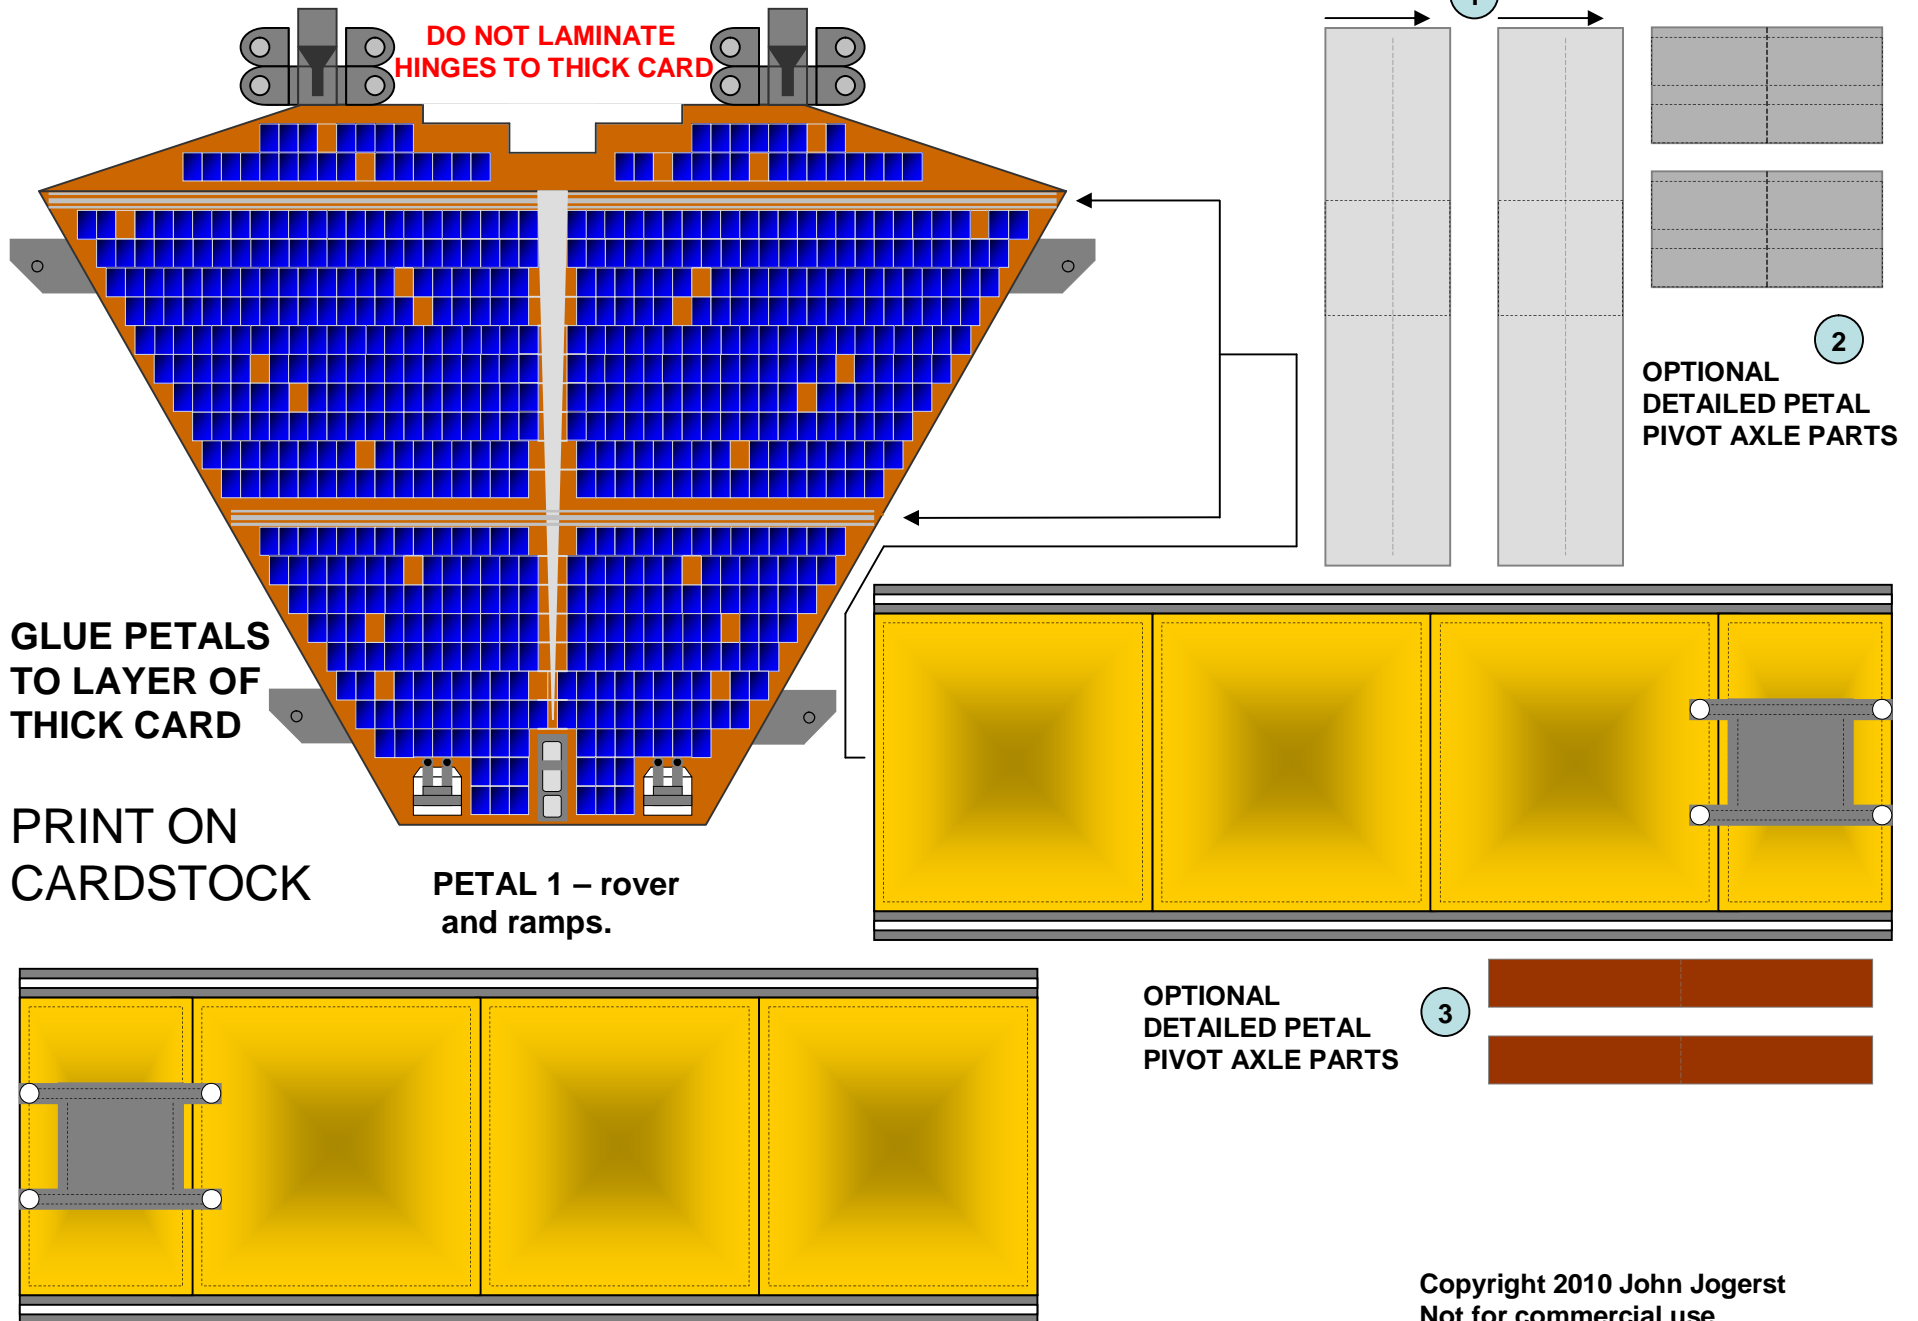 DO NOT LAMINATE
HINGES TO THICK CARD
1
2
OPTIONAL
DETAILED PETAL
PIVOT AXLE PARTS
GLUE PETALS
TO LAYER OF
THICK CARD
PRINT ON
CARDSTOCK
PETAL 1 – rover
and ramps.
OPTIONAL
DETAILED PETAL
PIVOT AXLE PARTS
3
Copyright 2010 John Jogerst
Not for commercial use